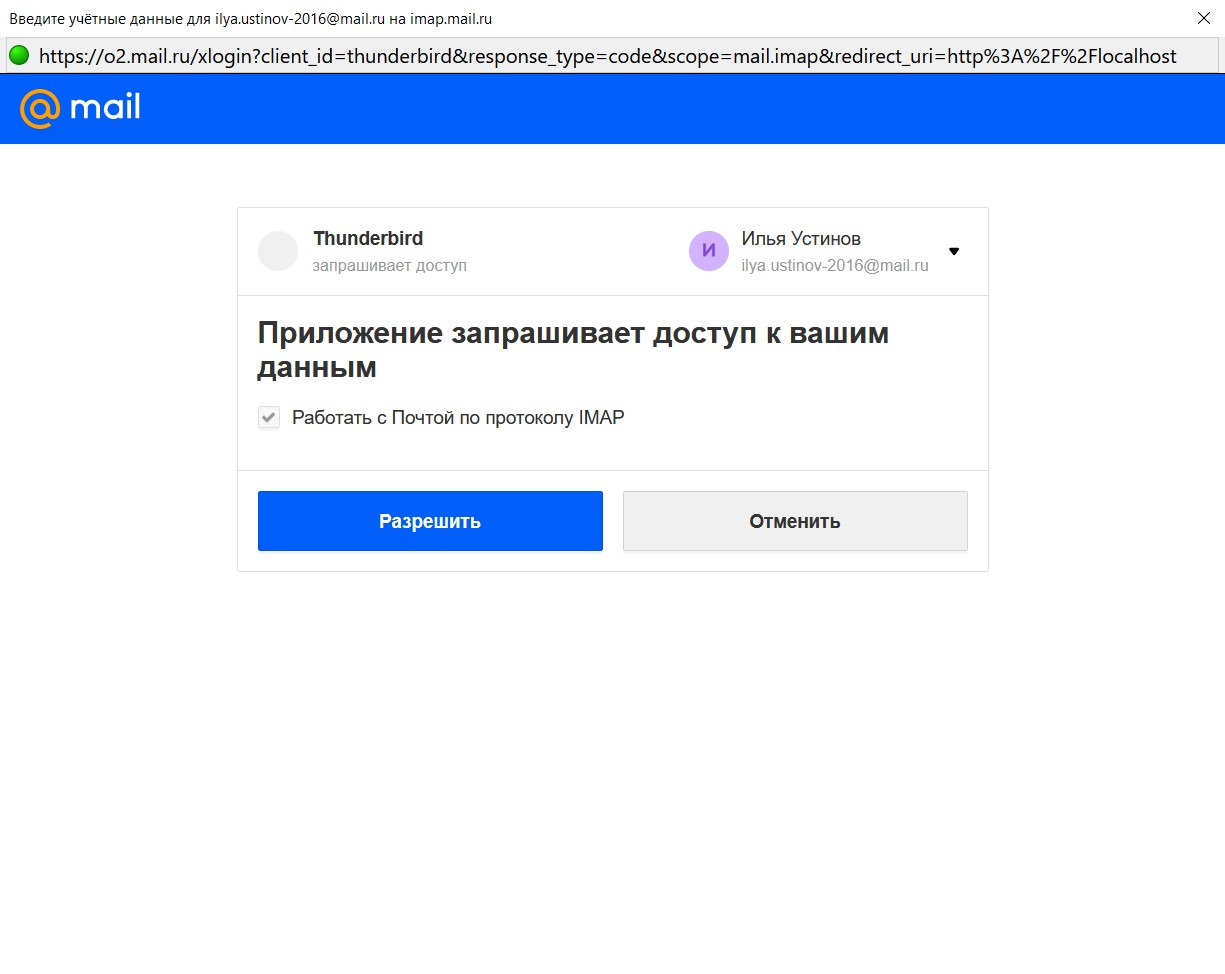 Введите учётные данные для ilya.ustinov-2016@mail.ru на imap.mail.ru
https://o2.mail.ru/xlogin?client_id=thunderbird&response_type=code&scope=mail.imap&redirect_uri=http%3A%2F%2Flocalhost
@mail
Thunderbird
запрашивает доступ
И
Илья Устинов
ilya.ustinov-2016@mail.ru
Приложение запрашивает доступ к вашим
данным
Работать с Почтой по протоколу IMAP
Разрешить
Отменить